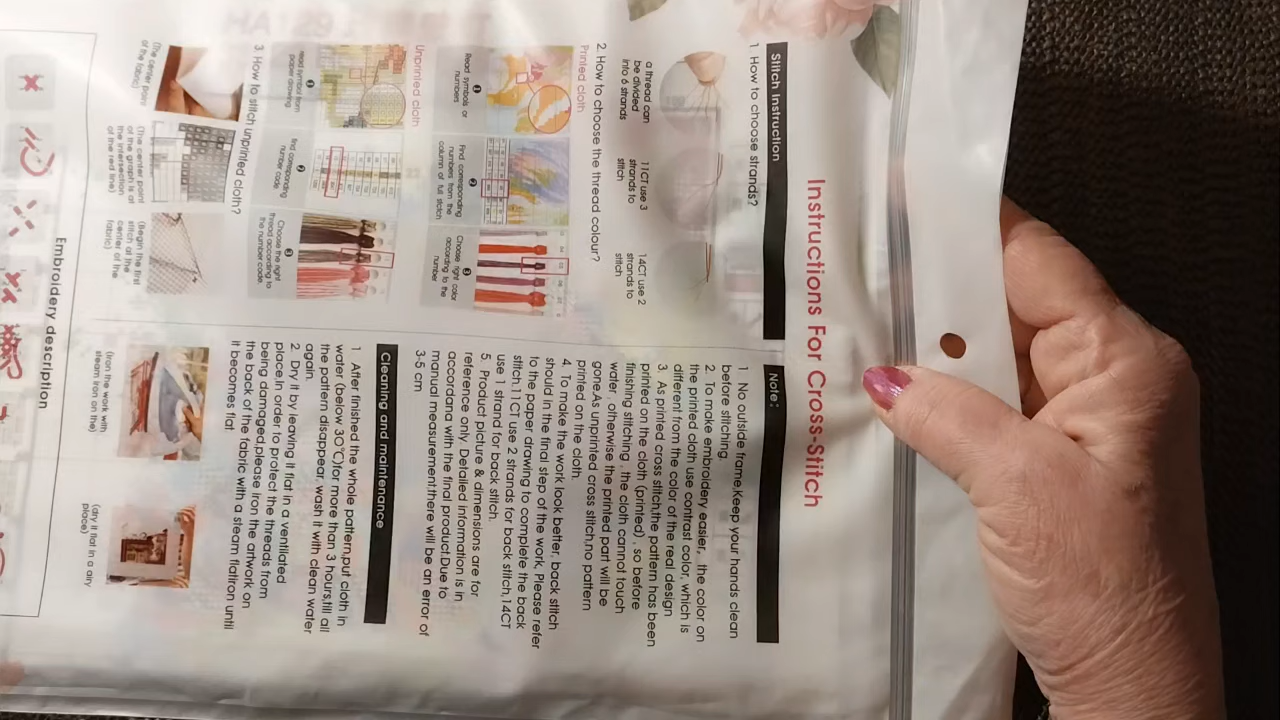 Instructions For Cross-Stitch
Stitch Instruction
1 How to choose strands?
a thread can
be divided
into 6 strands
11CT use 3
strands to
stitch
14CT use 2
strands to
stitch
2. How to choose the thread colour?
Printed cloth
1
Read symbols or
numbers
2
Find corresponding
numbers from the
column of full stitch
3
Choose right color
according to the
number
Unprinted cloth
1
Read symbol from
paper drawing
2
find corresponding
number code
3
Choose the right
thread according to
the number code.
3. How to stitch unprinted cloth?
(The center point
of the fabric)
(The center point
of the graph is at
the intersection
of the red line)
(Begin the first
stitch at the
center of the
fabric)
Note:
1. No outside frame.Keep your hands clean
before stitching.
2. To make embroidery easier, the color on
the printed cloth use contrast color, which is
different from the color of the real design
3. As printed cross stitch,the pattern has been
printed on the cloth (printed), so before
finishing stitching , the cloth cannot touch
water, otherwise the printed part will be
gone.As unprinted cross stitch,no pattern
printed on the cloth.
4. To make the work look better, back stitch
should in the final step of the work. Please refer
to the paper drawing to complete the back
stitch.11CT use 2 strands for back stitch,14CT
use 1 strand for back stitch.
5. Product picture & dimensions are for
reference only. Detailed information is in
accordana with the final product.Due to
manual measurement,there will be an error of
3-5 cm
Cleaning and maintenance
1. After finished the whole pattern,put cloth in
water (below 30℃)for more than 3 hours,till all
the pattern disappear, wash it with clean water
again.
2. Dry it by leaving it flat in a ventilated
place.in order to protect the threads from
being damaged,please iron the artwork on
the back of the fabric with a steam flatiron until
it becomes flat
(Iron the work with
steam iron on the)
(dry it flat in a airy
place)
Embroidery description